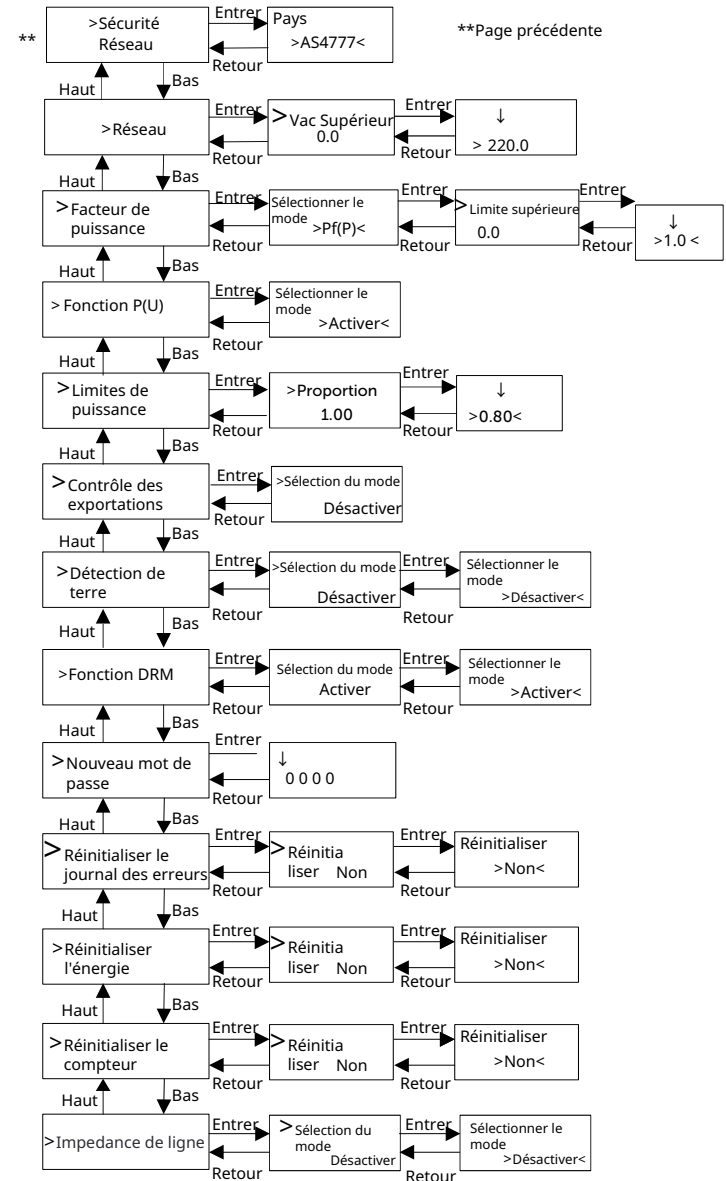 **
>Sécurité
Réseau
Entrer
Retour
Pays
>AS4777<
**Page précédente
Haut
Bas
>Réseau
Entrer
Retour
>Vac Supérieur
0.0
Entrer
Retour
↓
> 220.0
Haut
Bas
>Facteur de
puissance
Entrer
Retour
Sélectionner le
mode
>Pf(P)<
Entrer
Retour
>Limite supérieure
0.0
Entrer
Retour
↓
>1.0 <
Haut
Bas
> Fonction P(U)
Entrer
Retour
Sélectionner le
mode
>Activer<
Haut
Bas
>Limites de
puissance
Entrer
Retour
>Proportion
1.00
Entrer
Retour
↓
>0.80<
Haut
Bas
>Contrôle des
exportations
Entrer
Retour
>Sélection du mode
Désactiver
Haut
Bas
>Détection de
terre
Entrer
Retour
>Sélection du mode
Désactiver
Entrer
Retour
Sélectionner le
mode
>Désactiver<
Haut
Bas
>Fonction DRM
Entrer
Retour
Sélection du mode
Activer
Entrer
Retour
Sélectionner le
mode
>Activer<
Haut
Bas
>Nouveau mot de
passe
Entrer
Retour
↓
0 0 0 0
Haut
Bas
>Réinitialiser le
journal des erreurs
Entrer
Retour
>Réinitia
liser Non
Entrer
Retour
Réinitialiser
>Non<
Haut
Bas
>Réinitialiser
l'énergie
Entrer
Retour
>Réinitia
liser Non
Entrer
Retour
Réinitialiser
>Non<
Haut
Bas
>Réinitialiser le
compteur
Entrer
Retour
>Réinitia
liser Non
Entrer
Retour
Réinitialiser
>Non<
Haut
Bas
>Impedance de ligne
Entrer
Retour
>Sélection du
mode
Désactiver
Entrer
Retour
Sélectionner le
mode
>Désactiver<